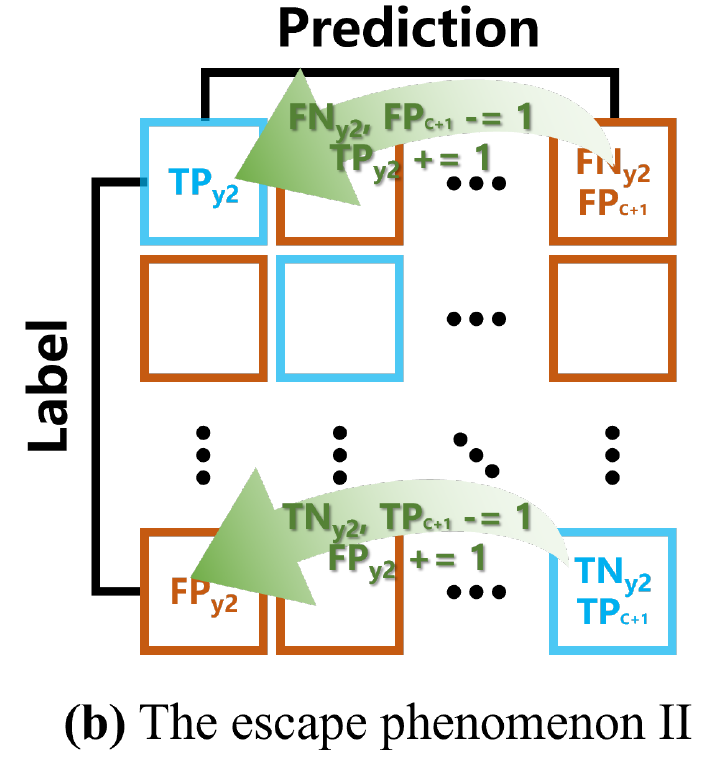 Prediction
FNy2, FPC+1 -= 1
TPy2 += 1
TPy2
•••
FNy2
FPC+1
•••
Label
TNy2, TPC+1 -= 1
FPy2 += 1
FPy2
•••
TNy2
TPC+1
(b) The escape phenomenon II